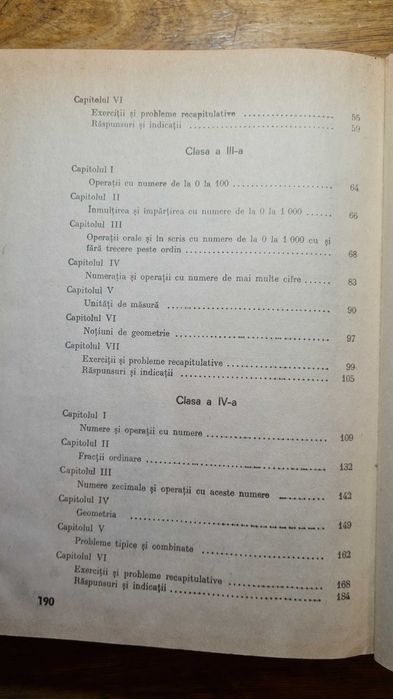 Capitolul VI
Exerciții și probleme recapitulative .................. 55
Răspunsuri și indicații .................. 59
Clasa a III-a
Capitolul I
Operații cu numere de la 0 la 100 .................. 64
Capitolul II
Inmulțirea și împărțirea cu numere de la 0 la 1 000 ...... 66
Capitolul III
Operații orale și în scris cu numere de la 0 la 1 000 cu și
fără trecere peste ordin .................. 68
Capitolul IV
Numerația și operații cu numere de mai multe cifre ...... 83
Capitolul V
Unități de măsură .................. 90
Capitolul VI
Noțiuni de geometrie .................. 97
Capitolul VII
Exerciții și probleme recapitulative .................. 99
Răspunsuri și indicații .................. 105
Clasa a IV-a
Capitolul I
Numere și operații cu numere .................. 109
Capitolul II
Fracții ordinare .................. 132
Capitolul III
Numere zecimale și operații cu aceste numere .......... 142
Capitolul IV
Geometria .................. 149
Capitolul V
Probleme tipice și combinate .................. 162
Capitolul VI
Exerciții și probleme recapitulative .................. 168
Răspunsuri și indicații .................. 184
190